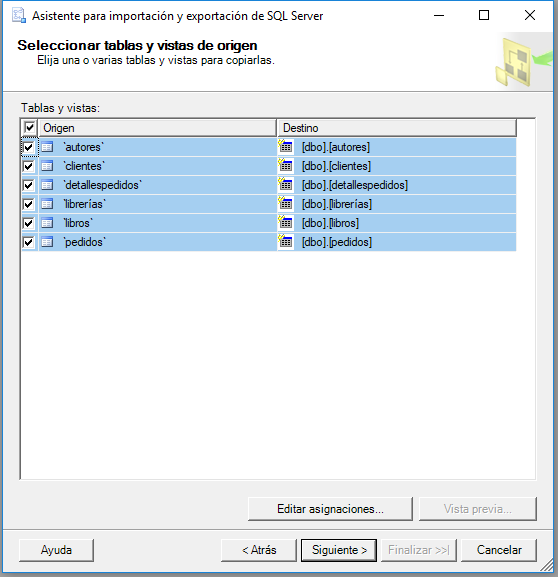 Asistente para importación y exportación de SQL Server
Seleccionar tablas y vistas de origen
Elija una o varias tablas y vistas para copiarlas.
Tablas y vistas:
Origen Destino
`autores` [dbo].[autores]
`clientes` [dbo].[clientes]
`detallespedidos` [dbo].[detallespedidos]
`librerías` [dbo].[librerías]
`libros` [dbo].[libros]
`pedidos` [dbo].[pedidos]
Editar asignaciones... Vista previa...
Ayuda < Atrás Siguiente > Finalizar >>| Cancelar